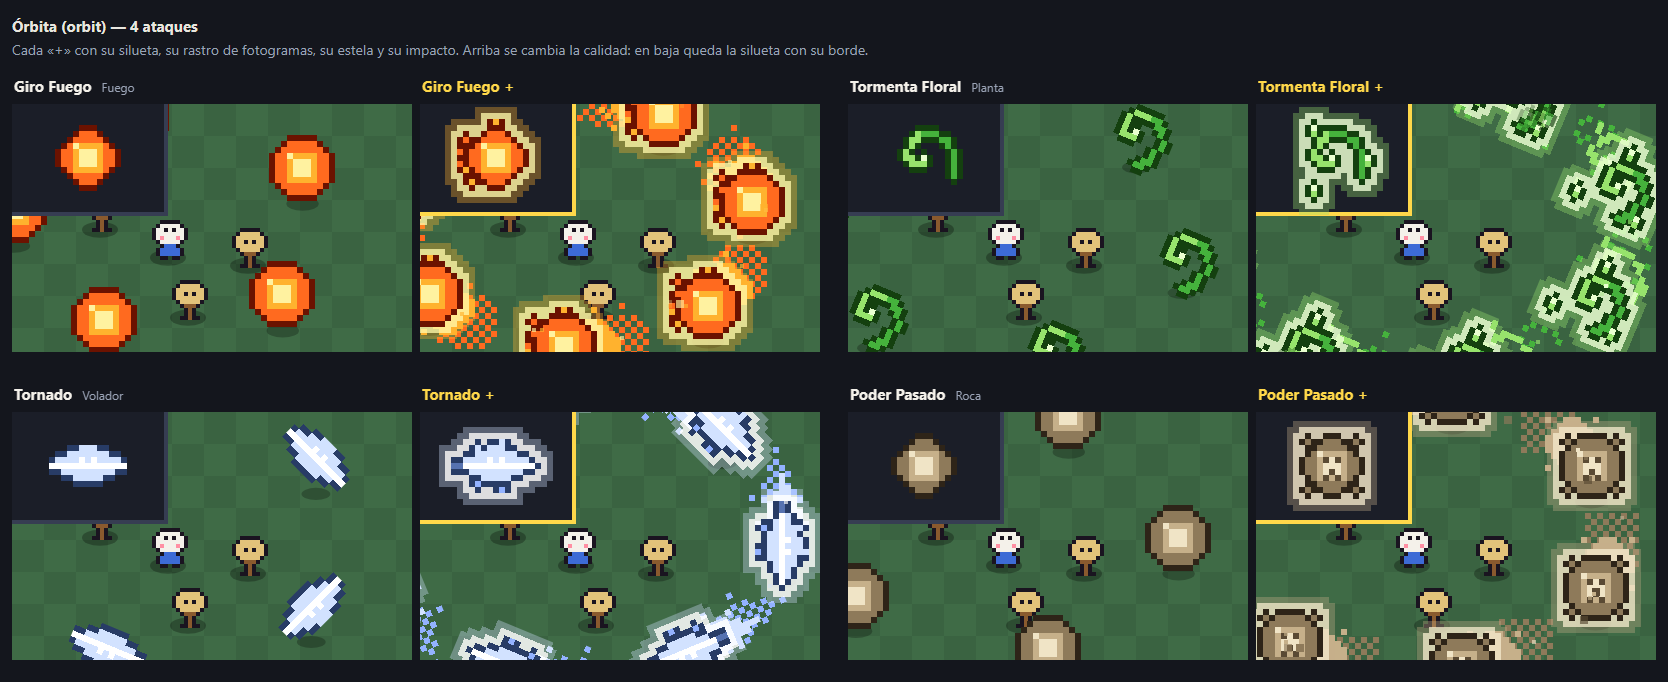 Órbita (orbit) — 4 ataques
Cada «+» con su silueta, su rastro de fotogramas, su estela y su impacto. Arriba se cambia la calidad: en baja queda la silueta con su borde.
Giro Fuego Fuego
Giro Fuego +
Tormenta Floral Planta
Tormenta Floral +
Tornado Volador
Tornado +
Poder Pasado Roca
Poder Pasado +